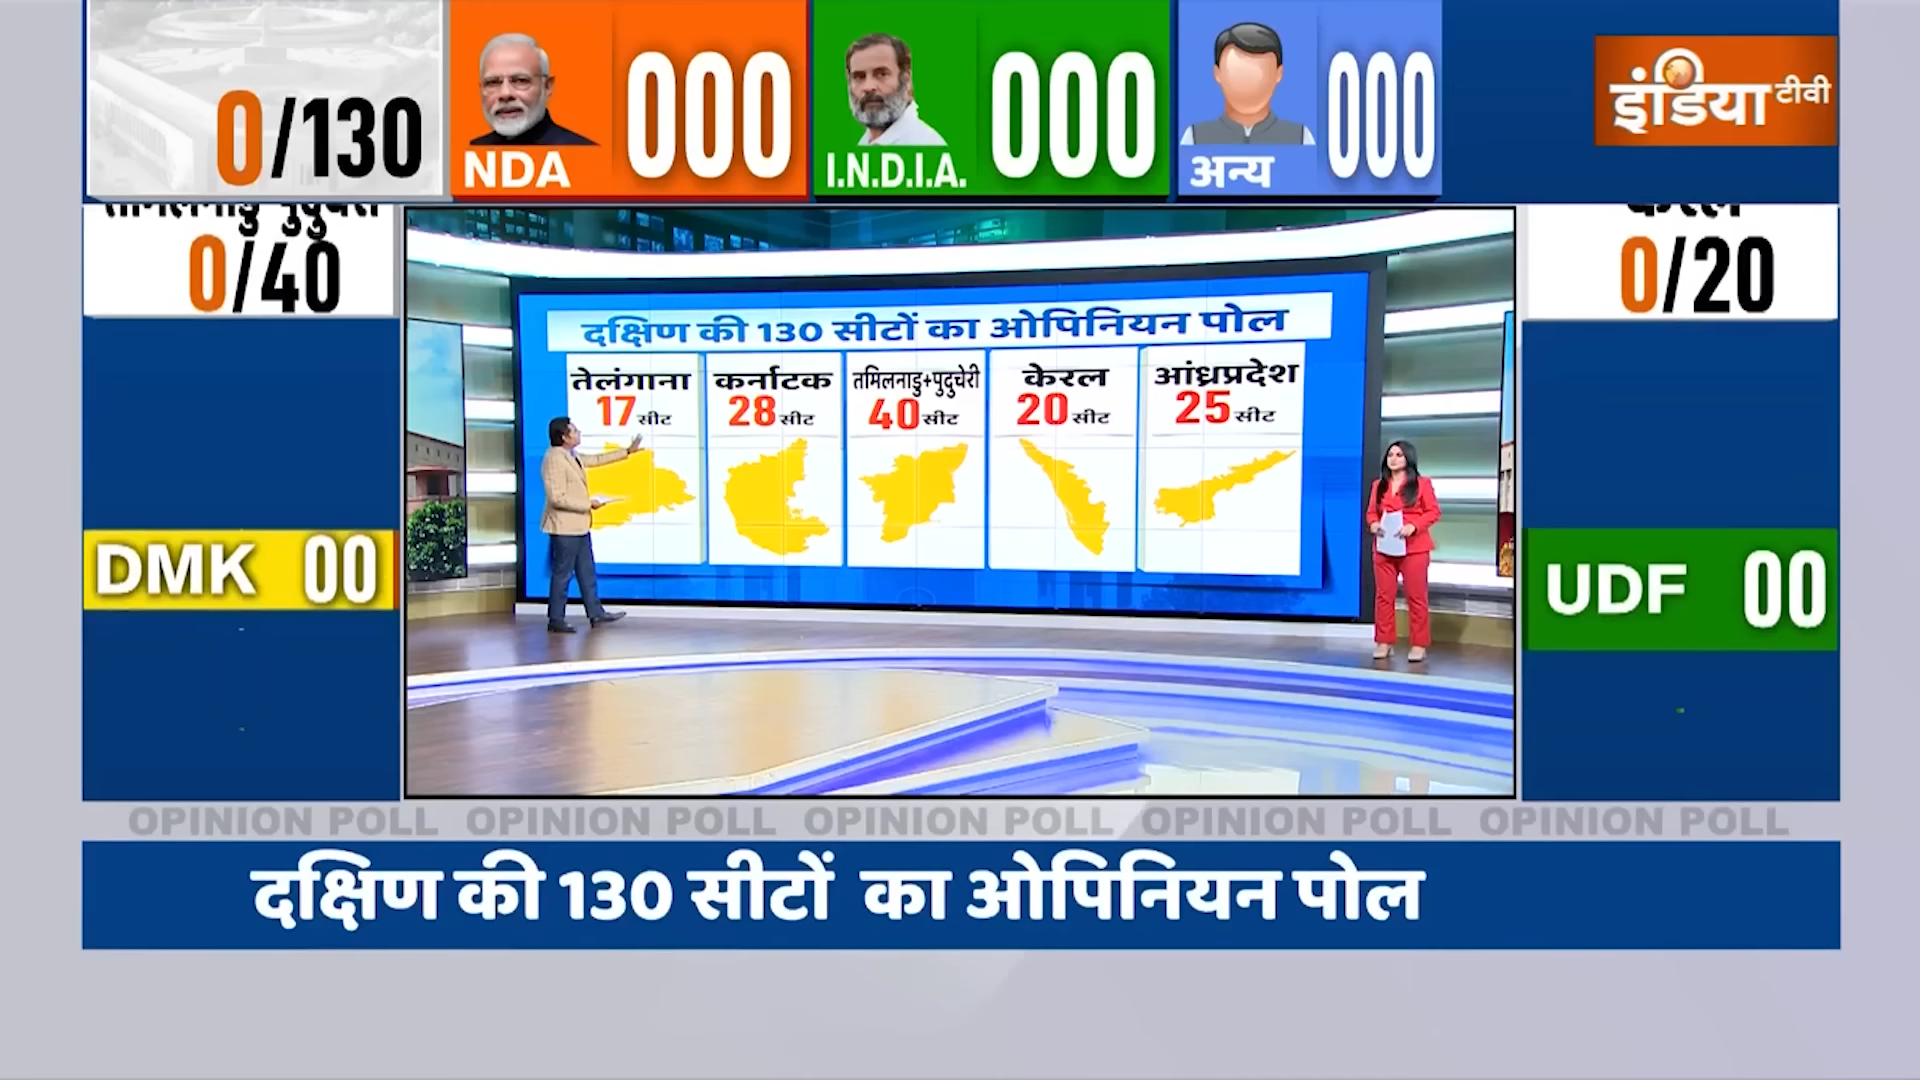 0/130
NDA 000
I.N.D.I.A. 000
अन्य 000
इंडिया टीवी
0/40
0/20
दक्षिण की 130 सीटों का ओपिनियन पोल
तेलंगाना
17 सीट
कर्नाटक
28 सीट
तमिलनाडु+पुदुचेरी
40 सीट
केरल
20 सीट
आंध्रप्रदेश
25 सीट
DMK 00
UDF 00
OPINION POLL OPINION POLL OPINION POLL OPINION POLL OPINION POLL
दक्षिण की 130 सीटों का ओपिनियन पोल